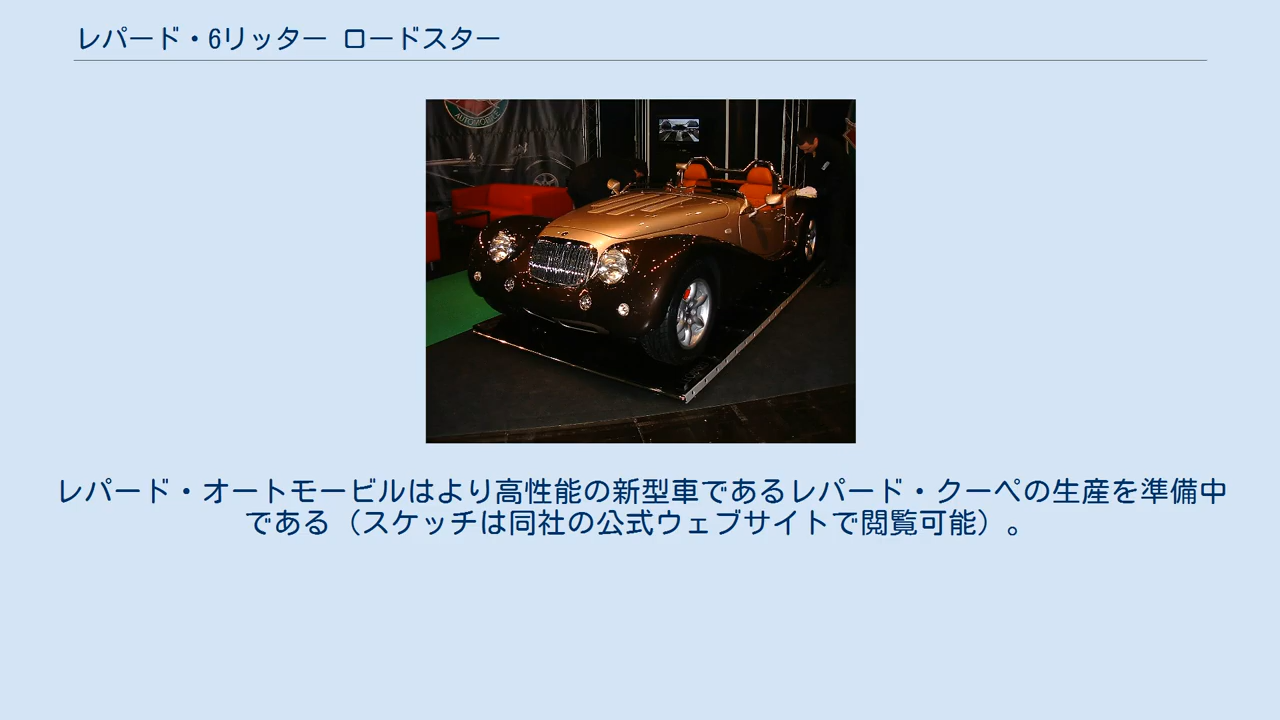 レパード・6リッター ロードスター
AUTOMOBILE
レパード・オートモービルはより高性能の新型車であるレパード・クーペの生産を準備中
である（スケッチは同社の公式ウェブサイトで閲覧可能）。